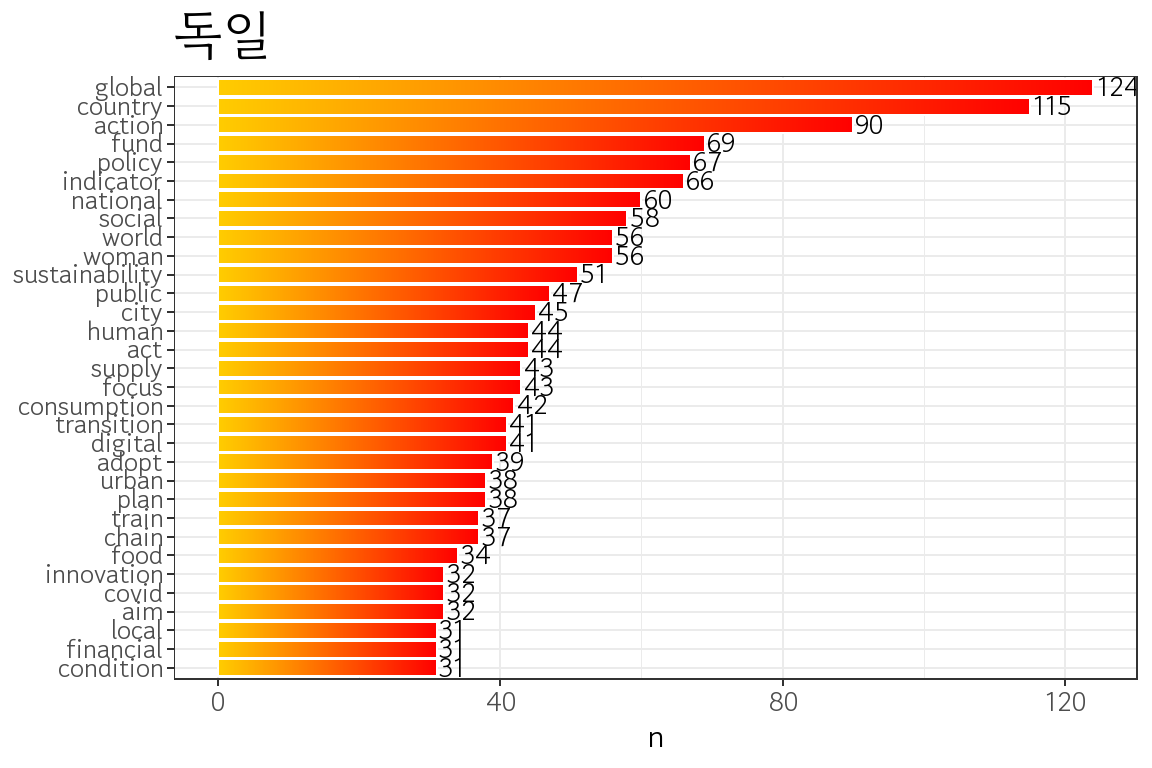 독일
global 124
country 115
action 90
fund 69
policy 67
indicator 66
national 60
social 58
world 56
woman 56
sustainability 51
public 47
city 45
human 44
act 44
supply 43
focus 43
consumption 42
transition 41
digital 41
adopt 39
urban 38
plan 38
train 37
chain 37
food 34
innovation 32
covid 32
aim 32
local 31
financial 31
condition 31
0 40 80 120
n